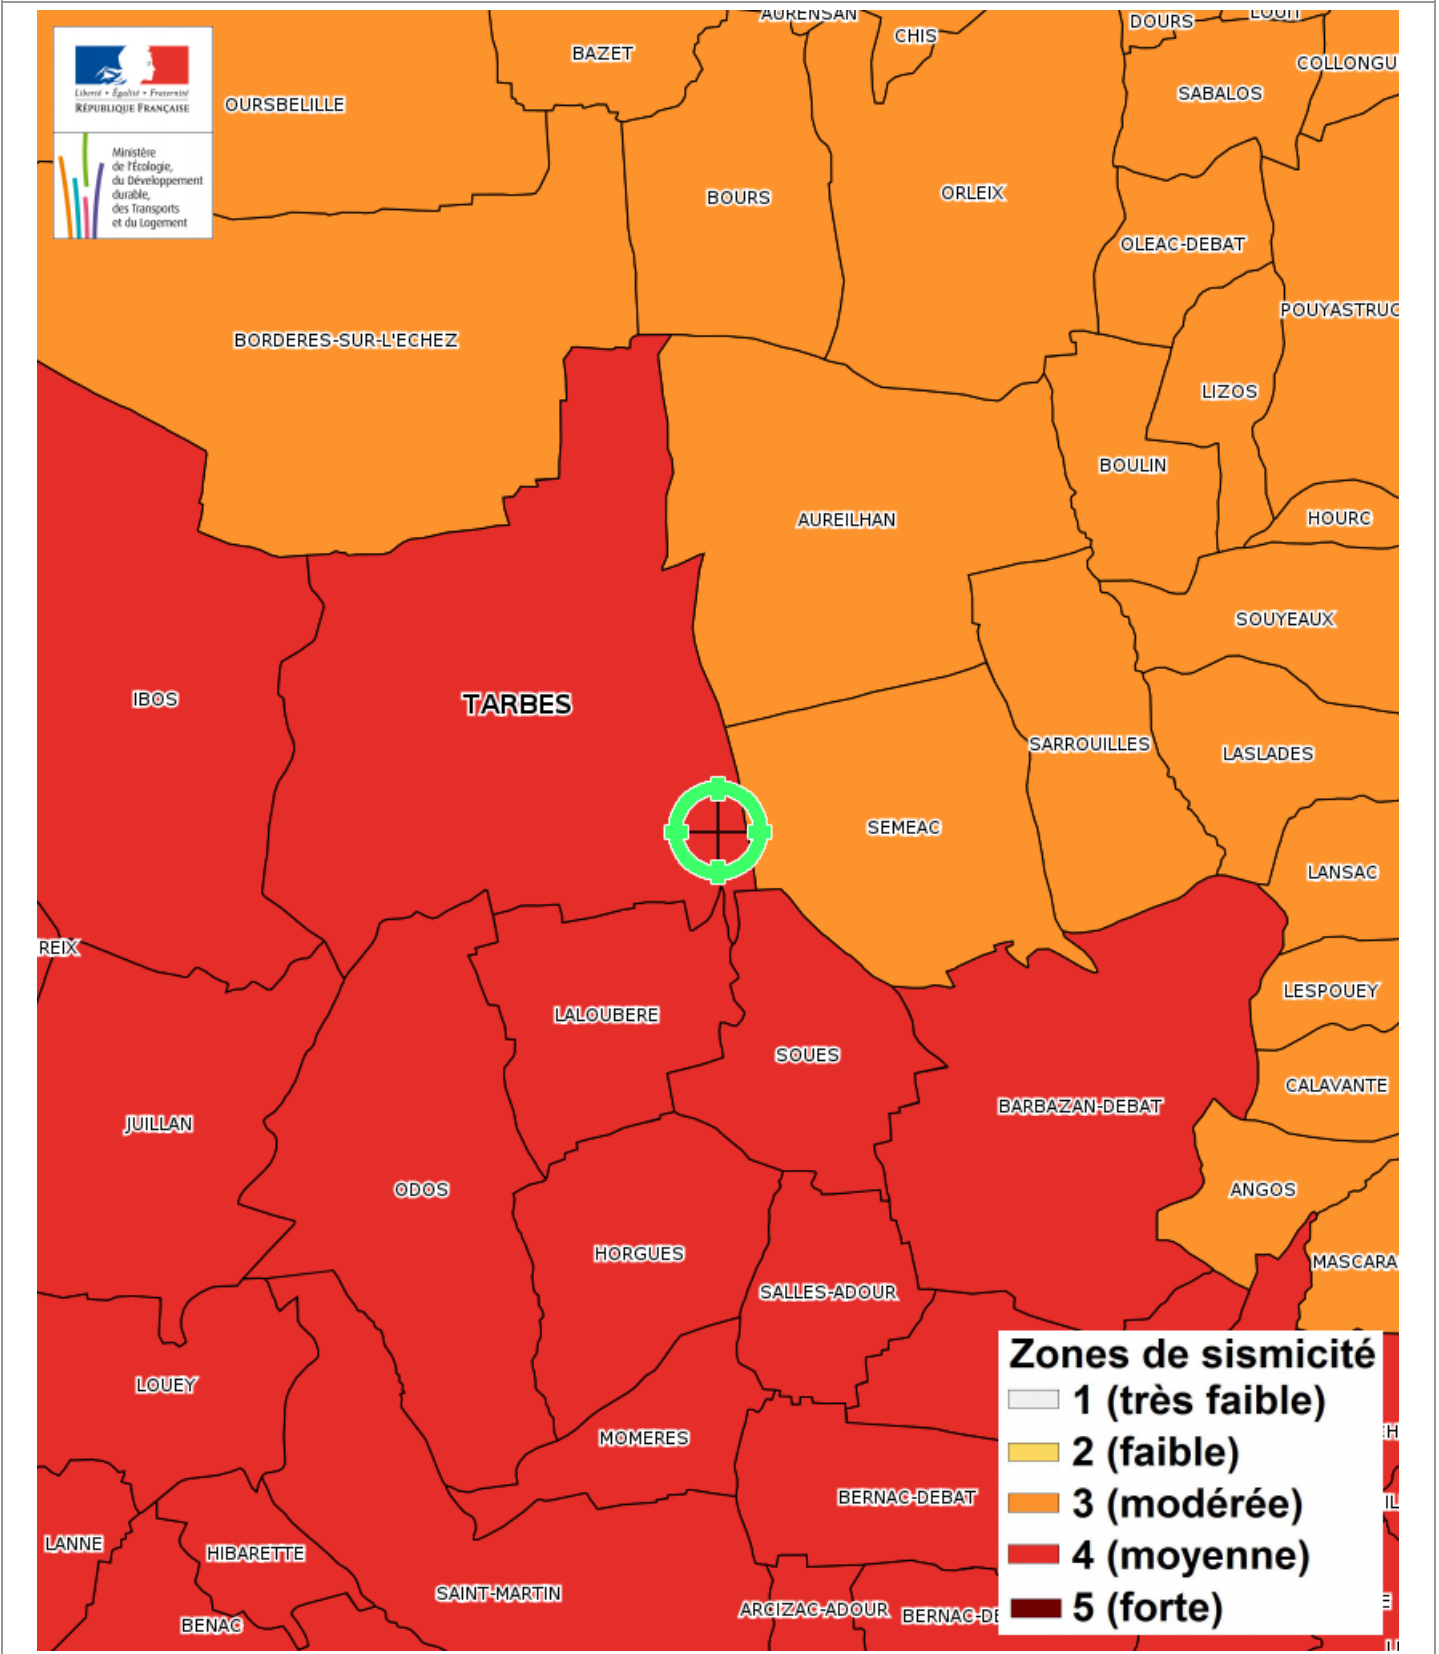 AURENSAN
DOURS
LOUIT
CHIS
BAZET
COLLONGU
SABALOS
OURSBELILLE
Liberté • Égalité • Fraternité
RÉPUBLIQUE FRANÇAISE
Ministère
de l'Écologie,
du Développement
durable,
des Transports
et du Logement
BOURS
ORLEIX
OLEAC-DEBAT
POUYASTRUC
BORDERES-SUR-L'ECHEZ
LIZOS
BOULIN
AUREILHAN
HOURC
SOUYEAUX
IBOS
TARBES
SARROUILLES
LASLADES
SEMEAC
LANSAC
REIX
LESPOUEY
LALOUBERE
SOUES
CALAVANTE
BARBAZAN-DEBAT
JUILLAN
ODOS
ANGOS
HORGUES
MASCARA
SALLES-ADOUR
LOUEY
MOMERES
BERNAC-DEBAT
LANNE
HIBARETTE
SAINT-MARTIN
ARCIZAC-ADOUR
BERNAC-DE
BENAC
Zones de sismicité
1 (très faible)
2 (faible)
3 (modérée)
4 (moyenne)
5 (forte)